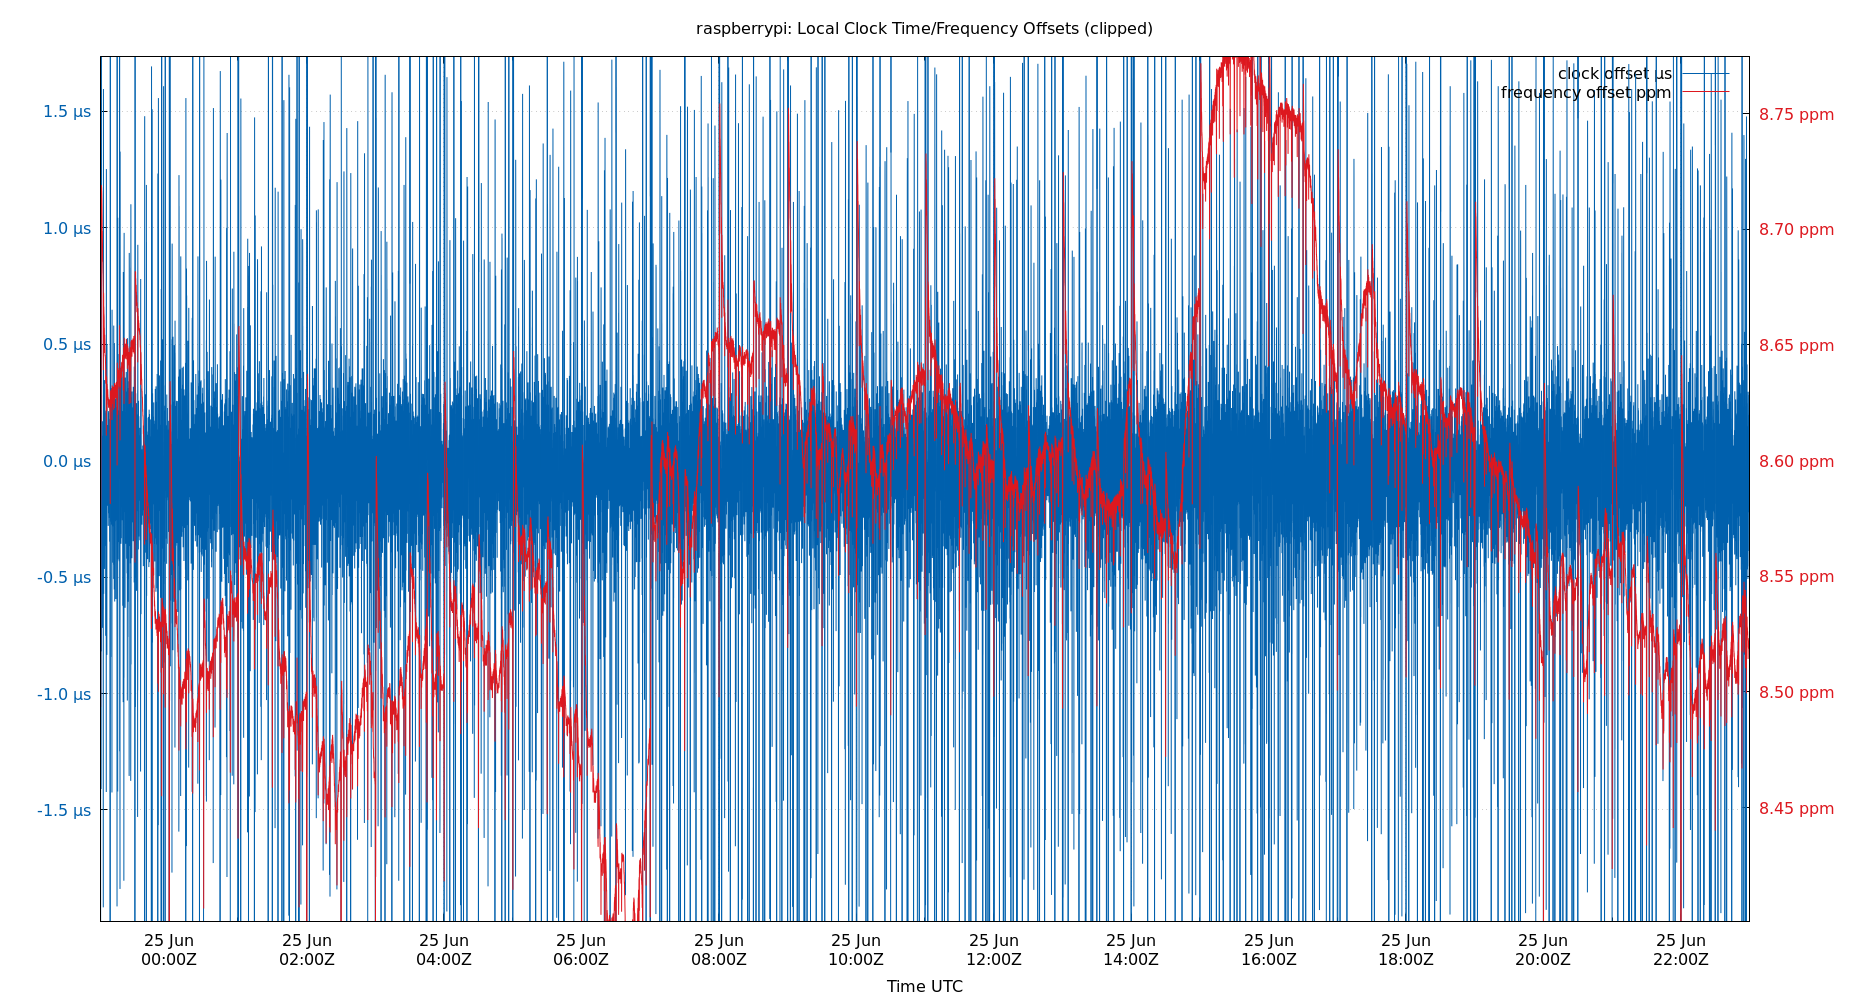 raspberrypi: Local Clock Time/Frequency Offsets (clipped)
clock offset µs
frequency offset ppm
1.5 µs
1.0 µs
0.5 µs
0.0 µs
-0.5 µs
-1.0 µs
-1.5 µs
8.75 ppm
8.70 ppm
8.65 ppm
8.60 ppm
8.55 ppm
8.50 ppm
8.45 ppm
25 Jun 25 Jun 25 Jun 25 Jun 25 Jun 25 Jun 25 Jun 25 Jun 25 Jun 25 Jun 25 Jun 25 Jun
00:00Z 02:00Z 04:00Z 06:00Z 08:00Z 10:00Z 12:00Z 14:00Z 16:00Z 18:00Z 20:00Z 22:00Z
Time UTC